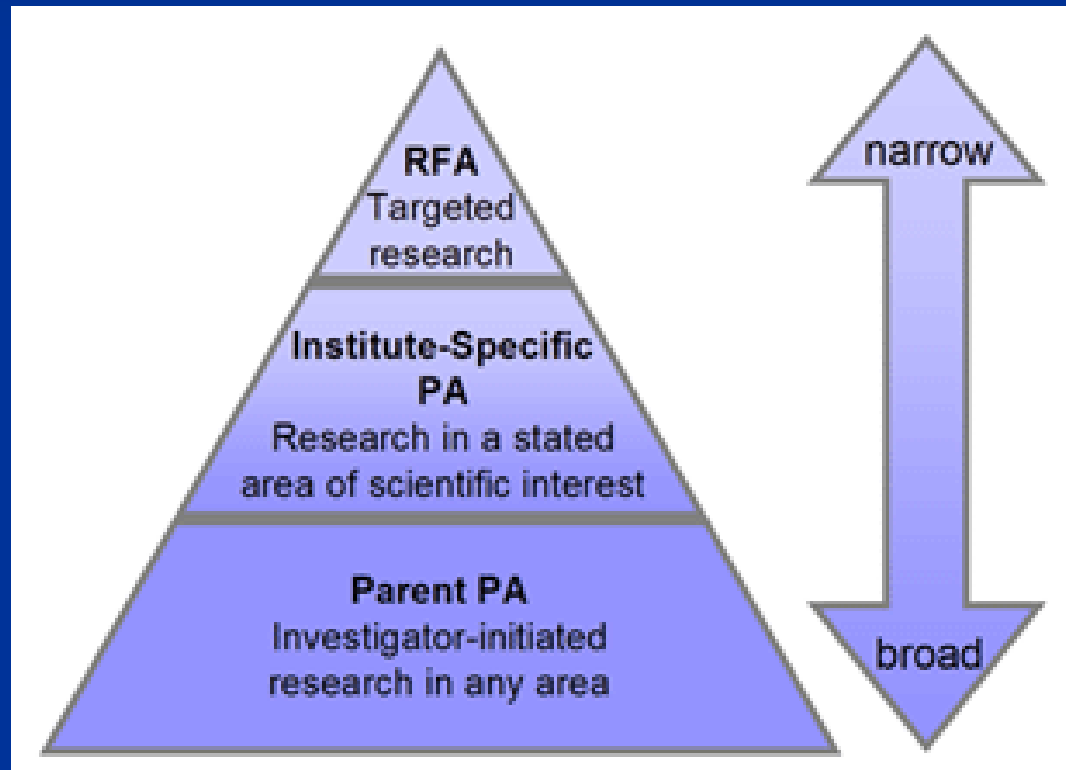 RFA
Targeted
research
Institute-Specific
PA
Research in a stated
area of scientific interest
Parent PA
Investigator-initiated
research in any area
narrow
broad